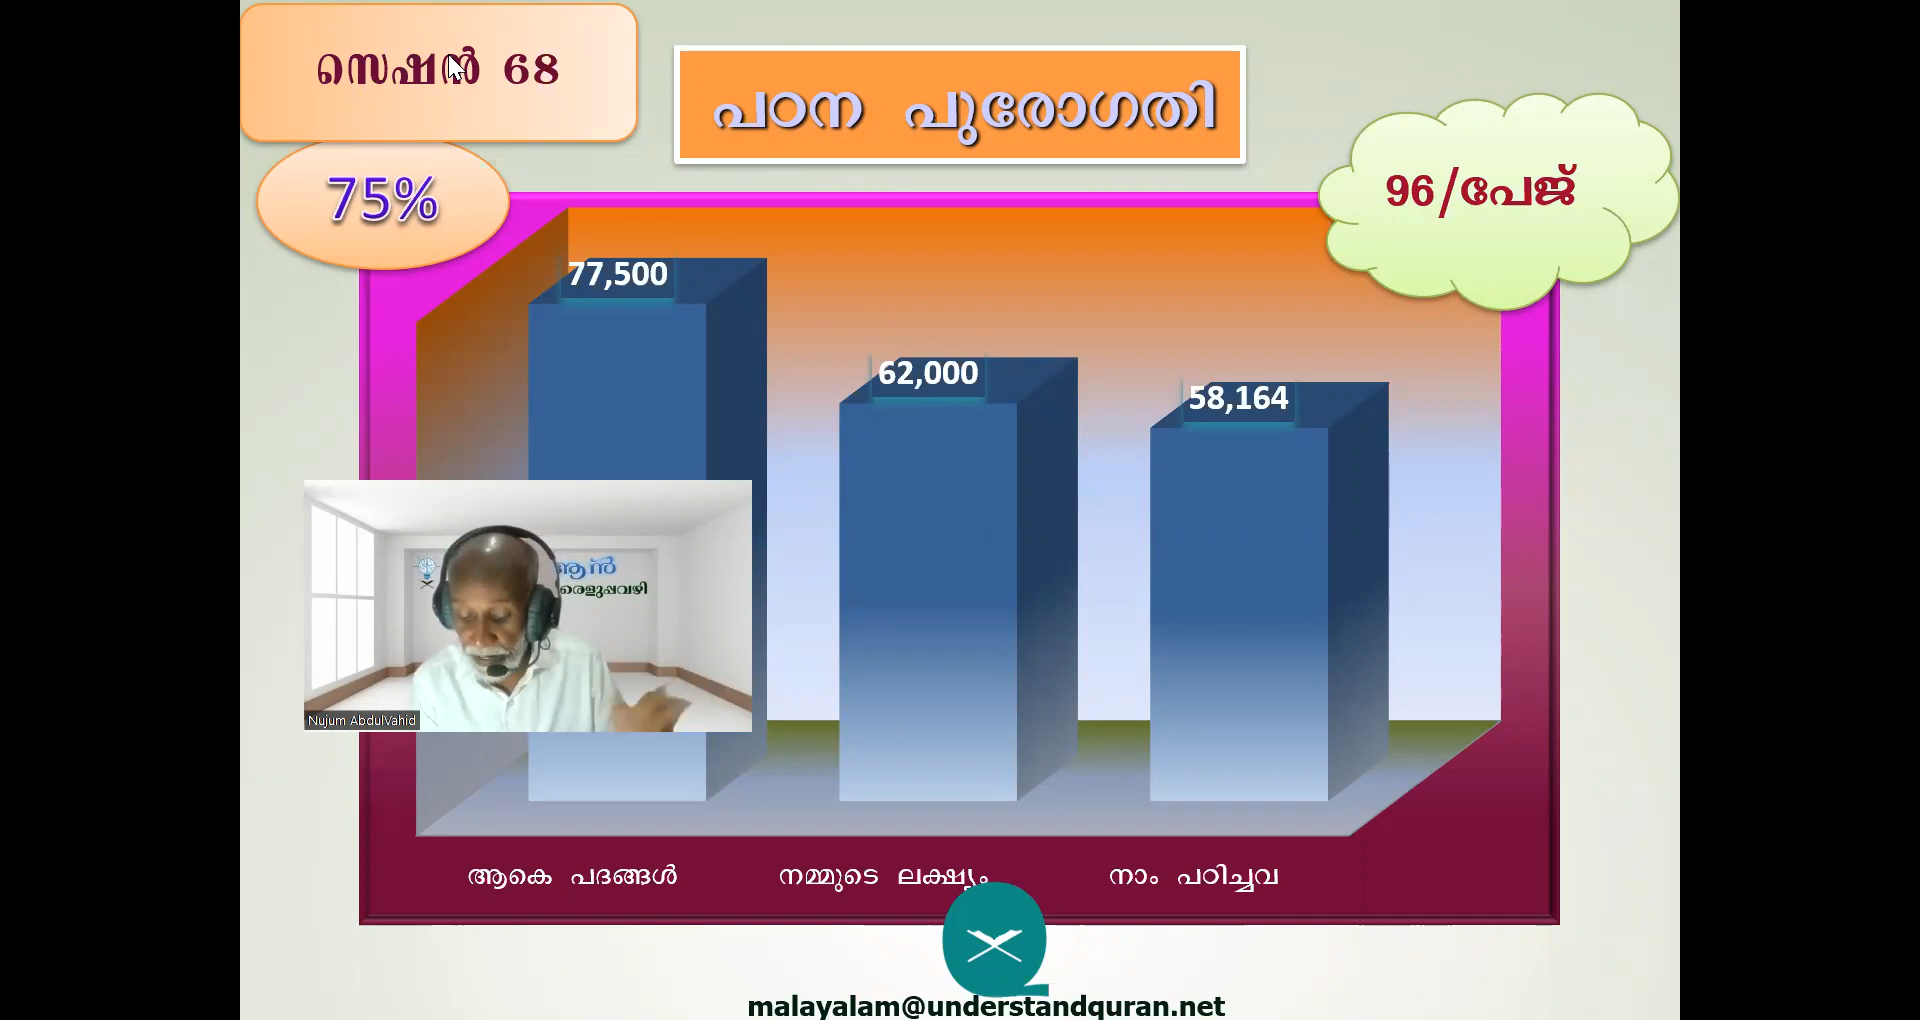 സെഷൻ 68
പഠന പുരോഗതി
75%
96/പേജ്
77,500
62,000
58,164
Nujum AbdulVahid
ആകെ പദങ്ങൾ
നമ്മുടെ ലക്ഷ്യം
നാം പഠിച്ചവ
malayalam@understandquran.net